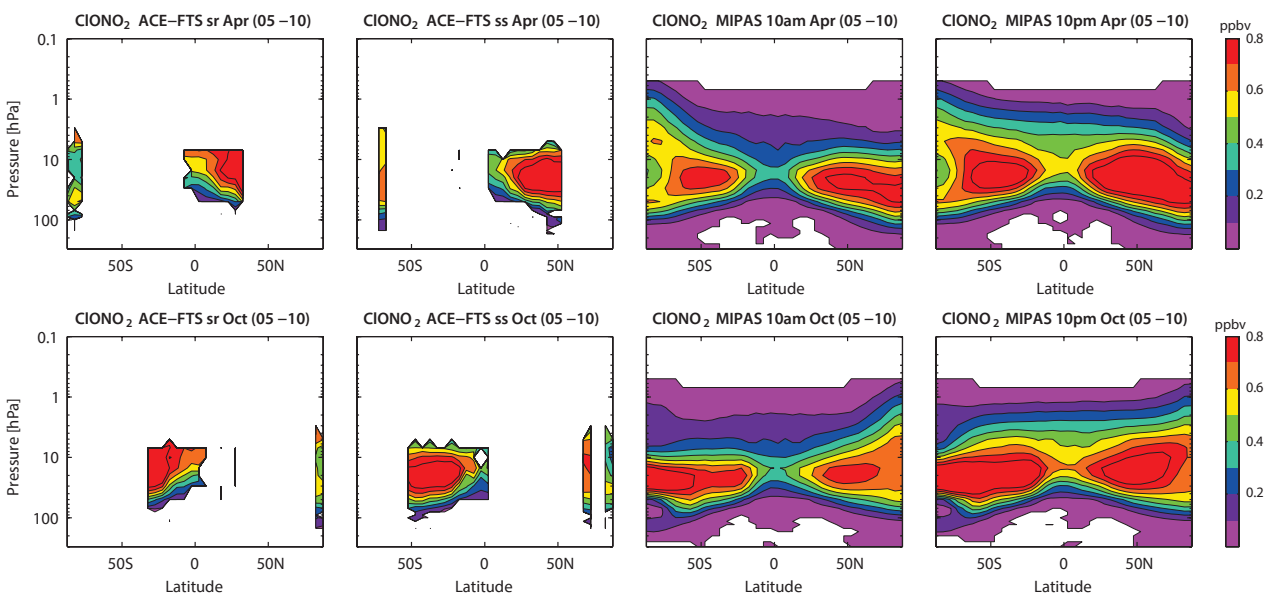 ClONO2 ACE−FTS sr Apr (05 −10)
ClONO2 ACE−FTS ss Apr (05 −10)
ClONO2 MIPAS 10am Apr (05 −10)
ClONO2 MIPAS 10pm Apr (05 −10)
ppbv
0.1
1
10
100
Pressure [hPa]
50S 0 50N
Latitude
50S 0 50N
Latitude
50S 0 50N
Latitude
50S 0 50N
Latitude
0.8
0.6
0.4
0.2
ClONO2 ACE−FTS sr Oct (05 −10)
ClONO2 ACE−FTS ss Oct (05 −10)
ClONO2 MIPAS 10am Oct (05 −10)
ClONO2 MIPAS 10pm Oct (05 −10)
ppbv
0.1
1
10
100
Pressure [hPa]
50S 0 50N
Latitude
50S 0 50N
Latitude
50S 0 50N
Latitude
50S 0 50N
Latitude
0.8
0.6
0.4
0.2